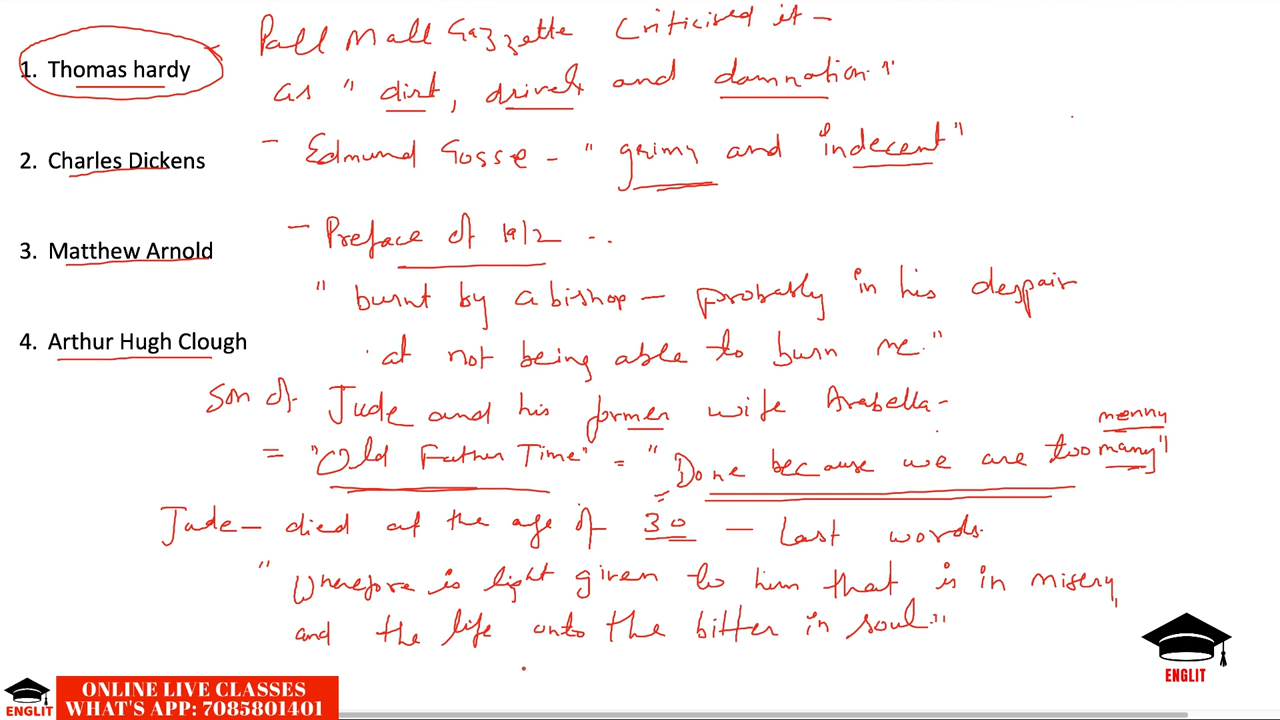 Pall Mall Gazzette Criticised it –
1. Thomas hardy
as " dirt, drivel and damnation."
2. Charles Dickens
– Edmund Gosse – " grimy and indecent"
3. Matthew Arnold
– Preface of 1912 ..
" burnt by a bishop – probably in his despair
4. Arthur Hugh Clough
at not being able to burn me."
Son of Jude and his former wife Arabella –
menny
= "Old Father Time" = " Done because we are too many"
Jude – died at the age of 30 – Last words.
" Wherefore is light given to him that is in misery,
and the life unto the bitter in soul."
ENGLIT
ENGLIT
ONLINE LIVE CLASSES
WHAT'S APP: 7085801401